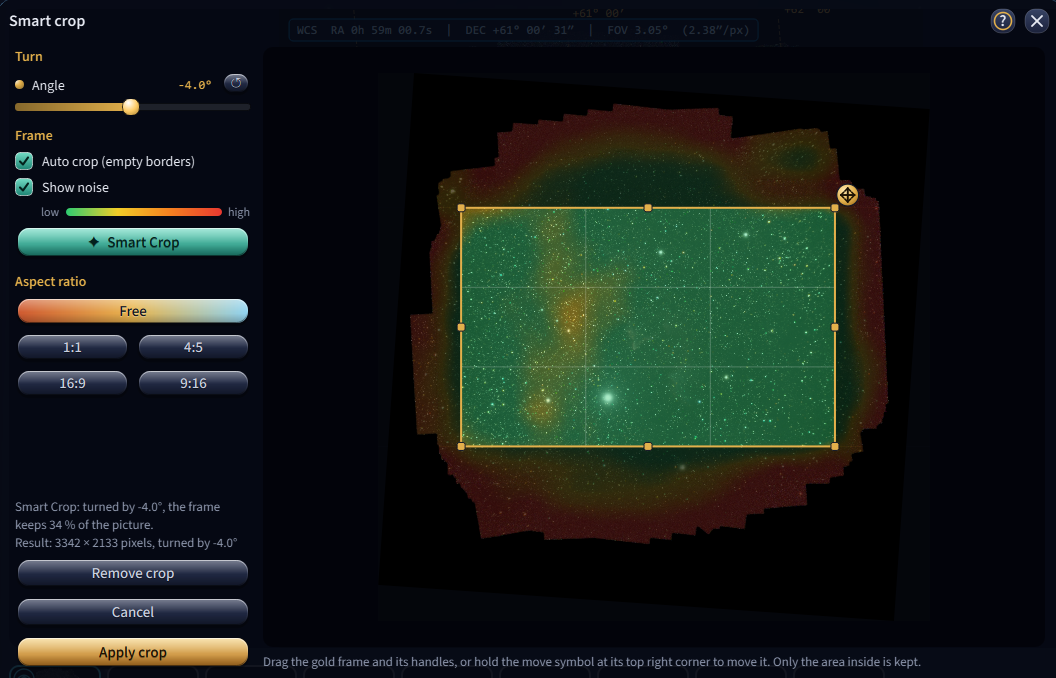 Smart crop
+61° 00'
WCS RA 0h 59m 00.7s | DEC +61° 00' 31" | FOV 3.05° (2.38"/px)
Turn
Angle -4.0°
Frame
Auto crop (empty borders)
Show noise
low high
Smart Crop
Aspect ratio
Free
1:1 4:5
16:9 9:16
Smart Crop: turned by -4.0°, the frame
keeps 34 % of the picture.
Result: 3342 × 2133 pixels, turned by -4.0°
Remove crop
Cancel
Apply crop
Drag the gold frame and its handles, or hold the move symbol at its top right corner to move it. Only the area inside is kept.